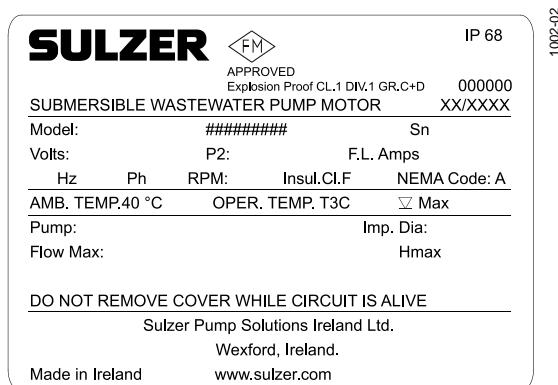 SULZER FM IP 68
APPROVED
Explosion Proof CL.1 DIV.1 GR.C+D 000000
SUBMERSIBLE WASTEWATER PUMP MOTOR XX/XXXX
Model: ######### Sn
Volts: P2: F.L. Amps
Hz Ph RPM: Insul.Cl.F NEMA Code: A
AMB. TEMP.40 °C OPER. TEMP. T3C Max
Pump: Imp. Dia:
Flow Max: Hmax
DO NOT REMOVE COVER WHILE CIRCUIT IS ALIVE
Sulzer Pump Solutions Ireland Ltd.
Wexford, Ireland.
Made in Ireland www.sulzer.com
1002-02